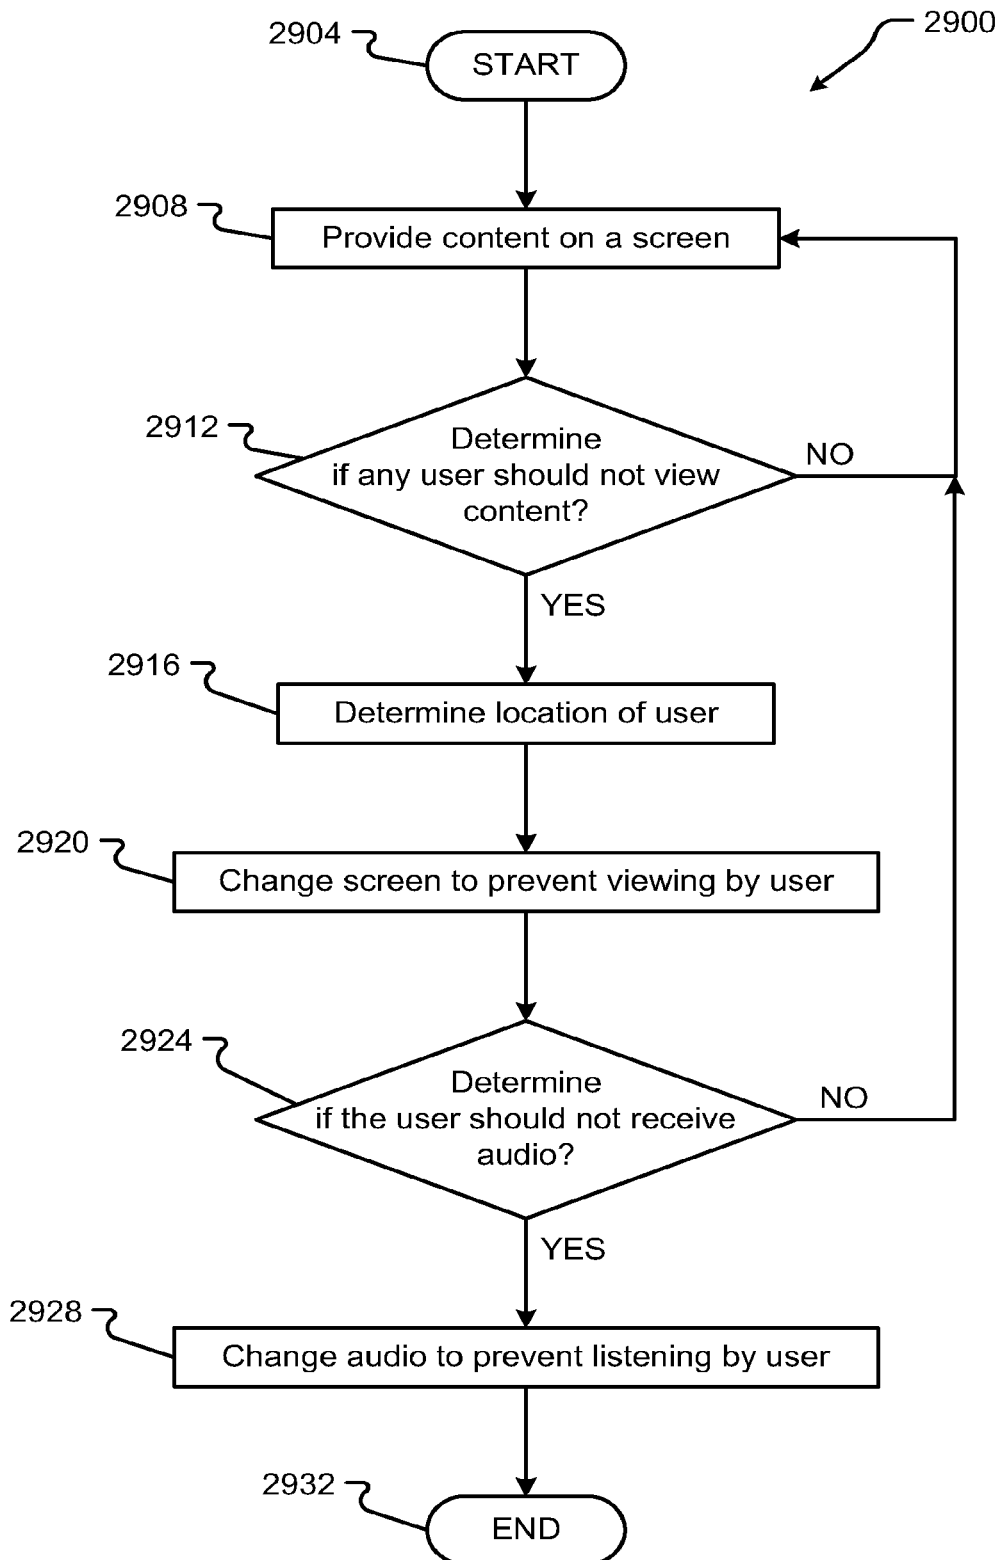 2900
2904
START
2908
Provide content on a screen
2912
Determine
if any user should not view
content?
NO
YES
2916
Determine location of user
2920
Change screen to prevent viewing by user
2924
Determine
if the user should not receive
audio?
NO
YES
2928
Change audio to prevent listening by user
2932
END